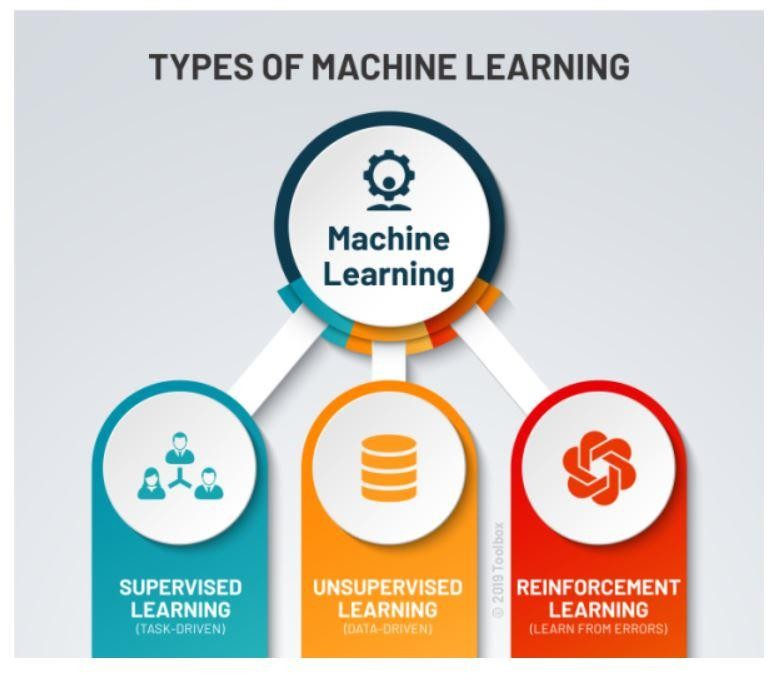 TYPES OF MACHINE LEARNING
Machine
Learning
SUPERVISED
LEARNING
(TASK-DRIVEN)
UNSUPERVISED
LEARNING
(DATA-DRIVEN)
© 2019 Toolbox
REINFORCEMENT
LEARNING
(LEARN FROM ERRORS)